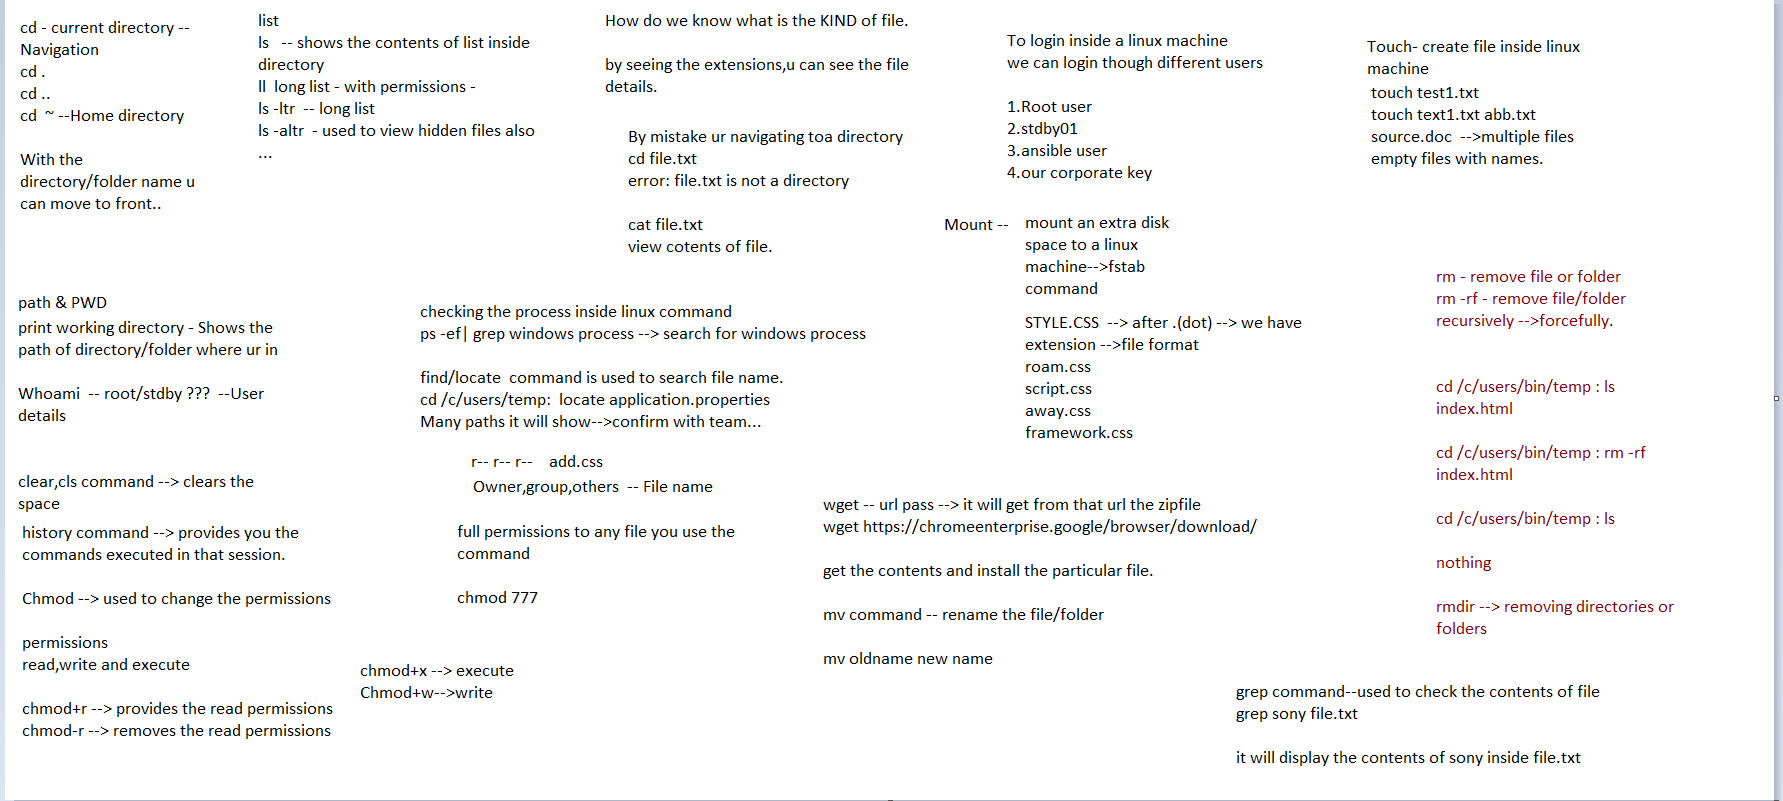 cd - current directory --
Navigation
cd .
cd ..
cd  ~ --Home directory
With the
directory/folder name u
can move to front..
list
ls   -- shows the contents of list inside
directory
ll  long list - with permissions -
ls -ltr  -- long list
ls -altr  - used to view hidden files also
...
How do we know what is the KIND of file.
by seeing the extensions,u can see the file
details.
By mistake ur navigating toa directory
cd file.txt
error: file.txt is not a directory
cat file.txt
view cotents of file.
To login inside a linux machine
we can login though different users
1.Root user
2.stdby01
3.ansible user
4.our corporate key
Touch- create file inside linux
machine
touch test1.txt
touch text1.txt abb.txt
source.doc  -->multiple files
empty files with names.
Mount --
mount an extra disk
space to a linux
machine-->fstab
command
STYLE.CSS  --> after .(dot) --> we have
extension -->file format
roam.css
script.css
away.css
framework.css
rm - remove file or folder
rm -rf - remove file/folder
recursively -->forcefully.
cd /c/users/bin/temp : ls
index.html
cd /c/users/bin/temp : rm -rf
index.html
cd /c/users/bin/temp : ls
nothing
rmdir --> removing directories or
folders
path & PWD
print working directory - Shows the
path of directory/folder where ur in
Whoami  -- root/stdby ???  --User
details
checking the process inside linux command
ps -ef| grep windows process --> search for windows process
find/locate  command is used to search file name.
cd /c/users/temp:  locate application.properties
Many paths it will show-->confirm with team...
r-- r-- r--    add.css
Owner,group,others  -- File name
full permissions to any file you use the
command
chmod 777
clear,cls command --> clears the
space
history command --> provides you the
commands executed in that session.
Chmod --> used to change the permissions
permissions
read,write and execute
chmod+r --> provides the read permissions
chmod-r --> removes the read permissions
chmod+x --> execute
Chmod+w-->write
wget -- url pass --> it will get from that url the zipfile
wget https://chromeenterprise.google/browser/download/
get the contents and install the particular file.
mv command -- rename the file/folder
mv oldname new name
grep command--used to check the contents of file
grep sony file.txt
it will display the contents of sony inside file.txt